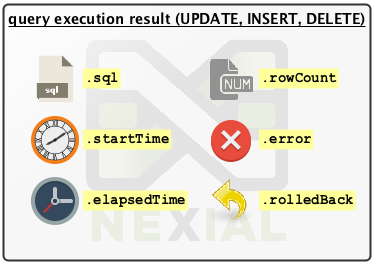 query execution result (UPDATE, INSERT, DELETE)
sql
.sql
NUM
.rowCount
.startTime
.error
.elapsedTime
.rolledBack
NEXIAL